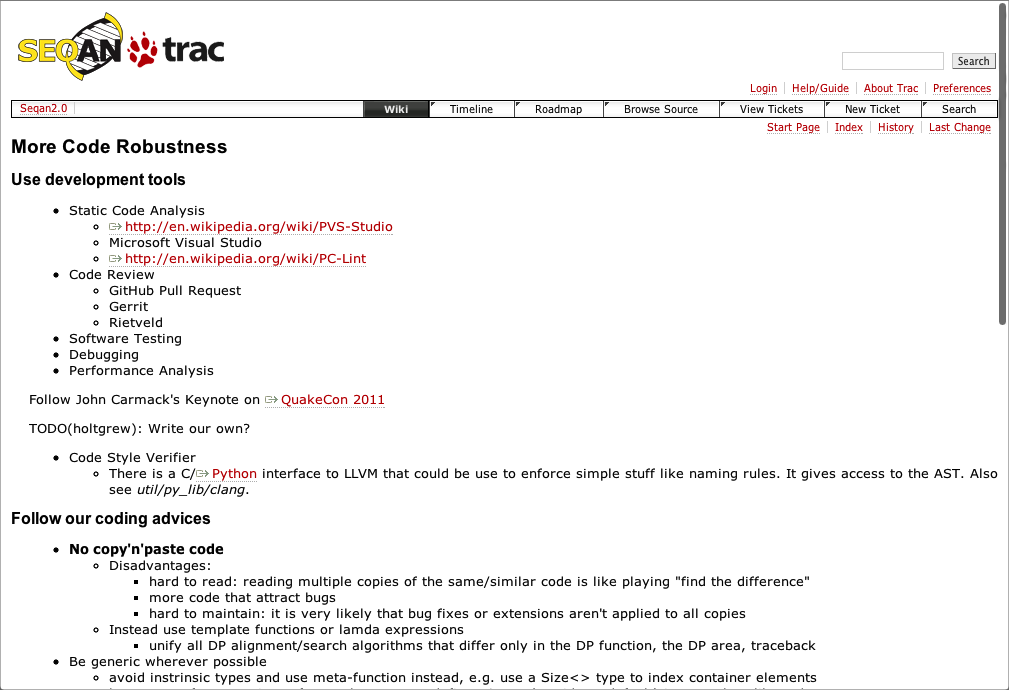 SEQAN trac
Search
Login Help/Guide About Trac Preferences
Seqan2.0 Wiki Timeline Roadmap Browse Source View Tickets New Ticket Search
Start Page Index History Last Change
More Code Robustness
Use development tools
Static Code Analysis
http://en.wikipedia.org/wiki/PVS-Studio
Microsoft Visual Studio
http://en.wikipedia.org/wiki/PC-Lint
Code Review
GitHub Pull Request
Gerrit
Rietveld
Software Testing
Debugging
Performance Analysis
Follow John Carmack's Keynote on QuakeCon 2011
TODO(holtgrew): Write our own?
Code Style Verifier
There is a C/Python interface to LLVM that could be use to enforce simple stuff like naming rules. It gives access to the AST. Also
see util/py_lib/clang.
Follow our coding advices
No copy'n'paste code
Disadvantages:
hard to read: reading multiple copies of the same/similar code is like playing "find the difference"
more code that attract bugs
hard to maintain: it is very likely that bug fixes or extensions aren't applied to all copies
Instead use template functions or lamda expressions
unify all DP alignment/search algorithms that differ only in the DP function, the DP area, traceback
Be generic wherever possible
avoid instrinsic types and use meta-function instead, e.g. use a Size<> type to index container elements